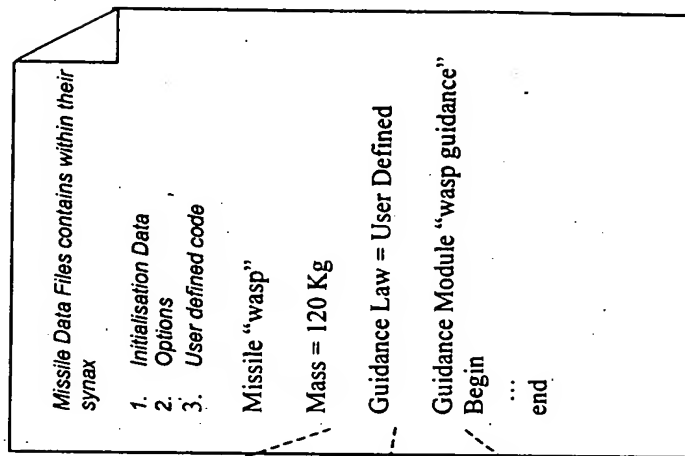 Missile Data Files contains within their
synax
1. Initialisation Data
2. Options
3. User defined code
Missile “wasp”
Mass = 120 Kg
Guidance Law = User Defined
Guidance Module “wasp guidance”
Begin
...
end